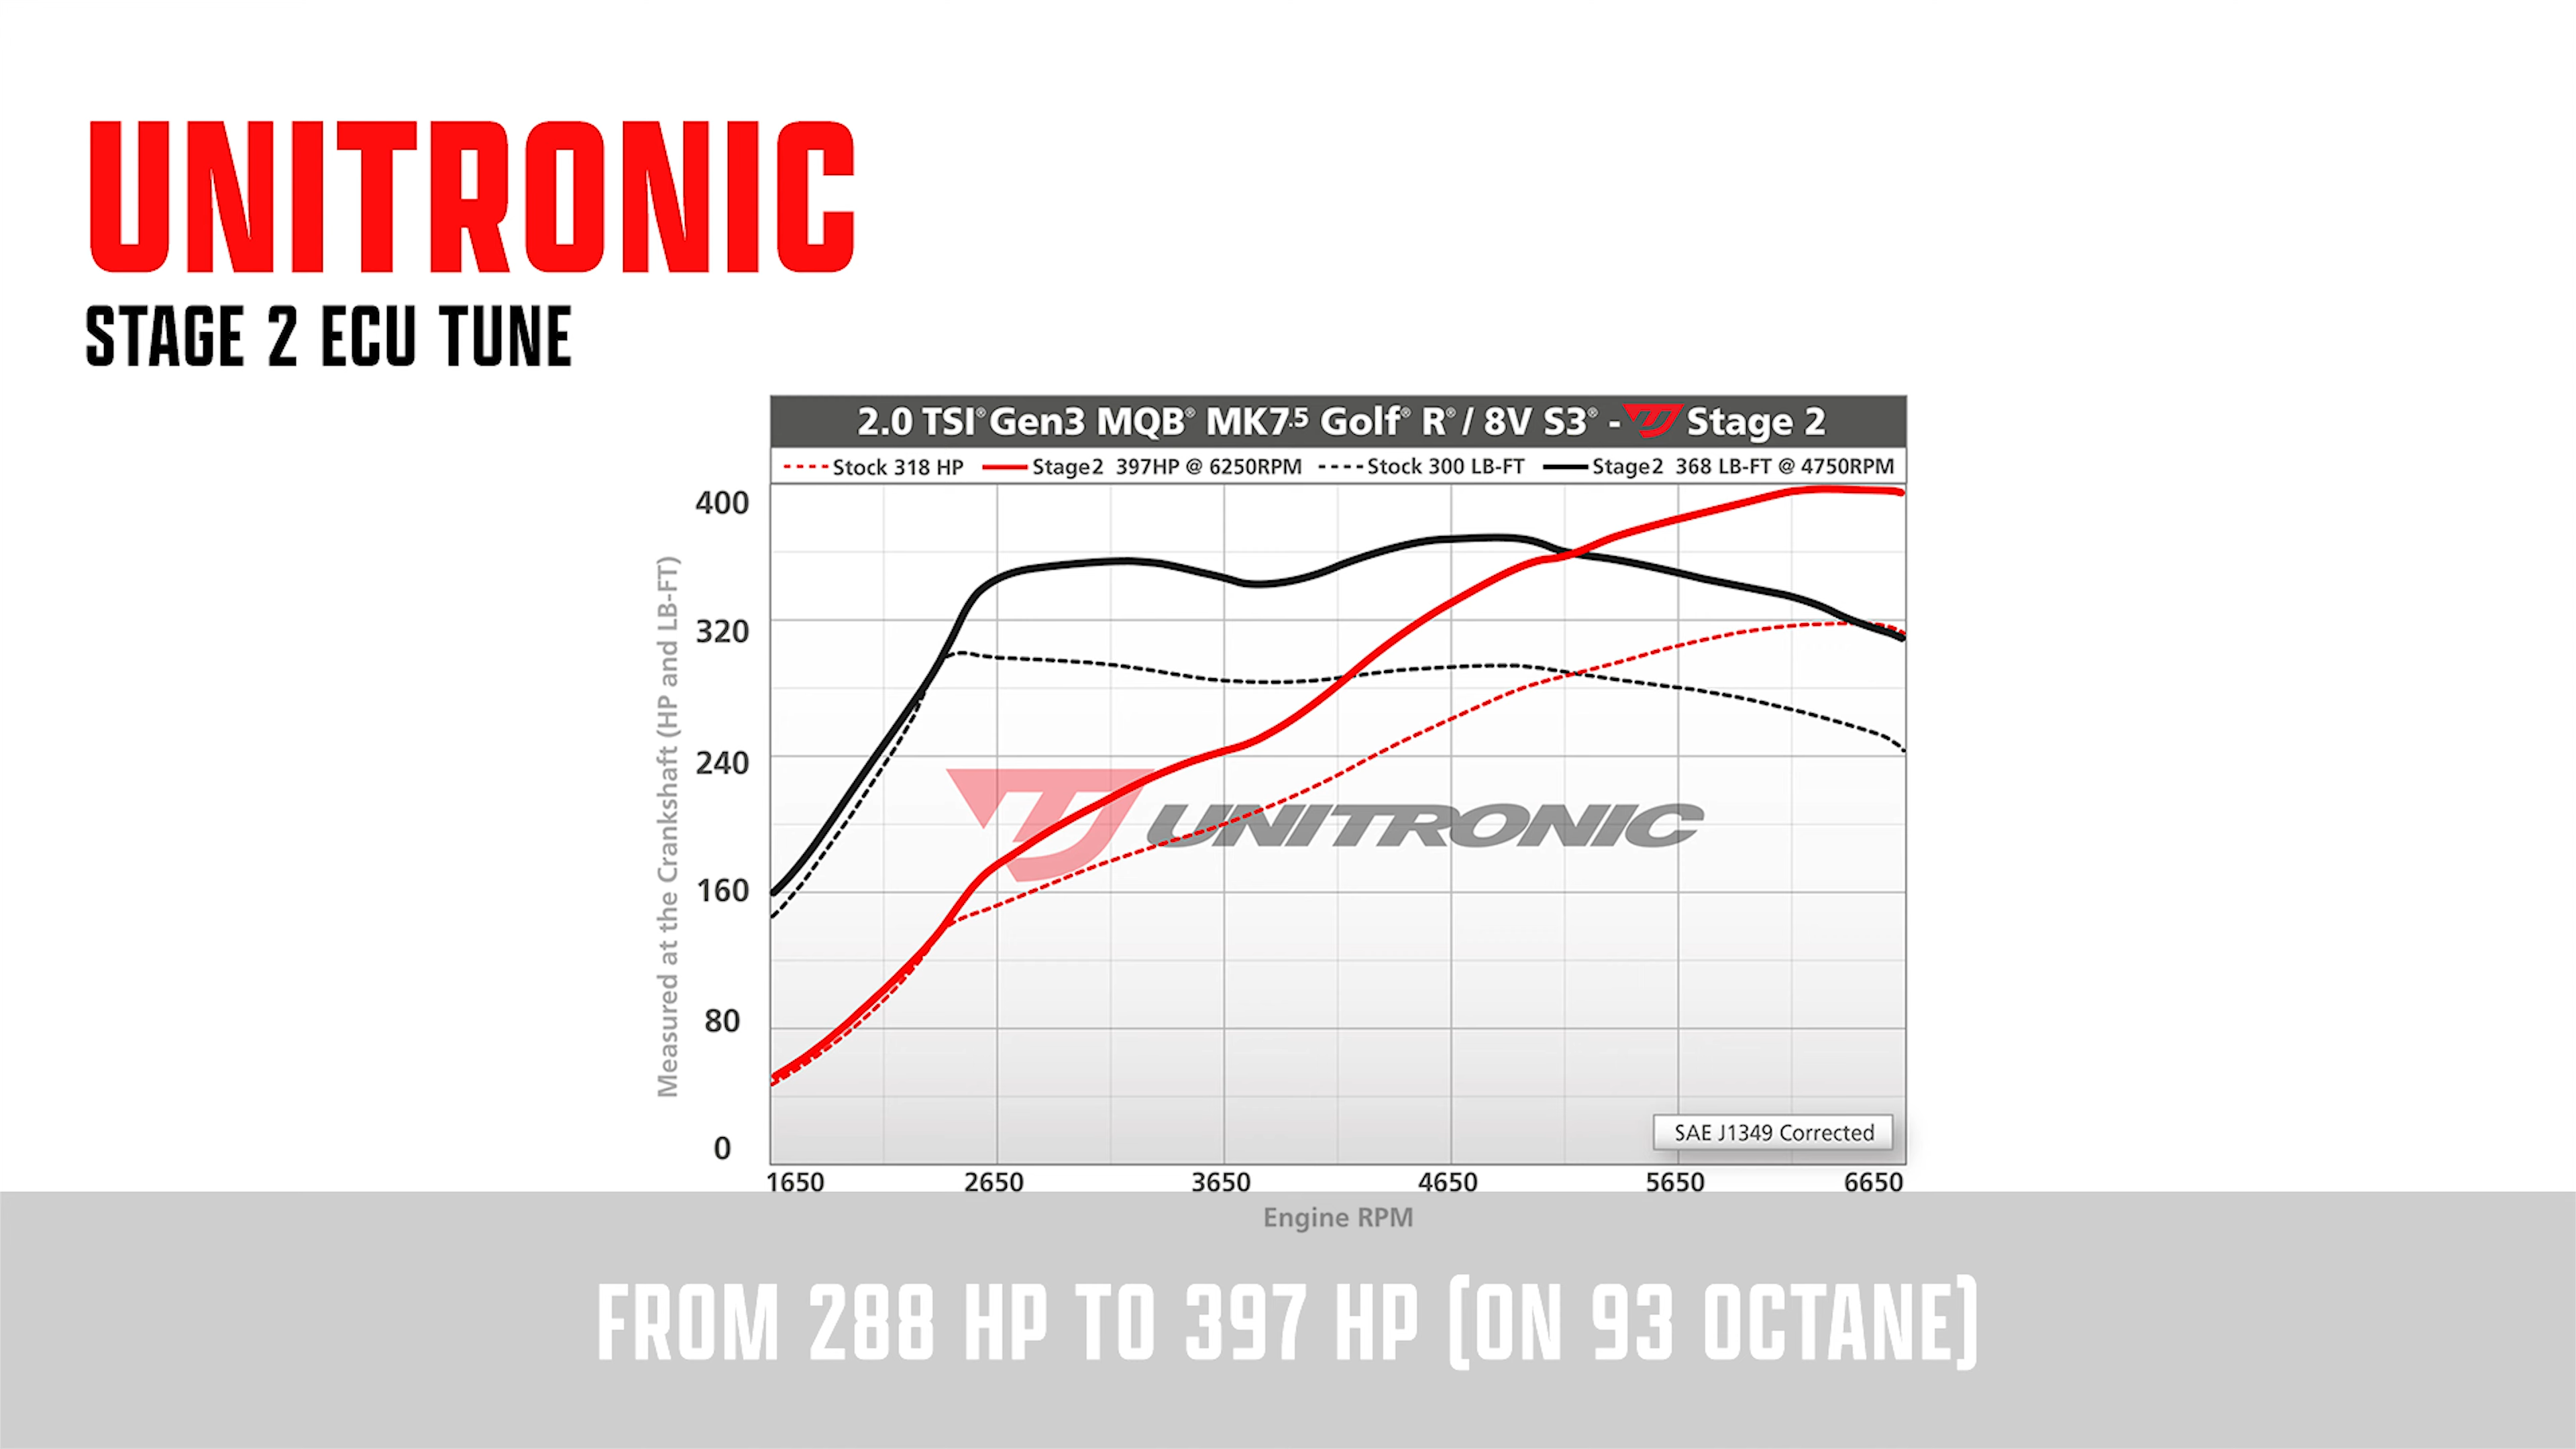 UNITRONIC
STAGE 2 ECU TUNE
2.0 TSI® Gen3 MQB® MK7.5 Golf® R® / 8V S3® - Stage 2
Stock 318 HP Stage2 397HP @ 6250RPM Stock 300 LB-FT Stage2 368 LB-FT @ 4750RPM
400
320
240
160
80
0
Measured at the Crankshaft (HP and LB-FT)
UNITRONIC
SAE J1349 Corrected
1650 2650 3650 4650 5650 6650
Engine RPM
FROM 288 HP TO 397 HP (ON 93 OCTANE)